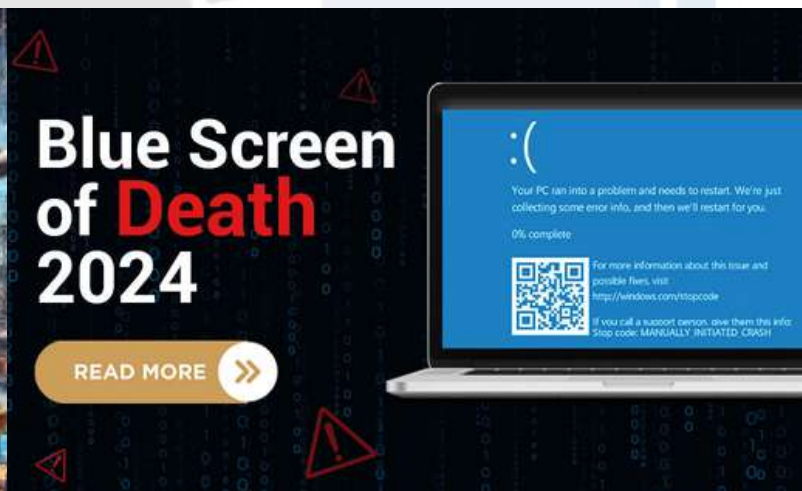 Blue Screen
of Death
2024
READ MORE
:(
Your PC ran into a problem and needs to restart. We're just
collecting some error info, and then we'll restart for you.
0% complete
For more information about this issue and
possible fixes, visit
http://windows.com/stopcode
If you call a support person, give them this info:
Stop code: MANUALLY_INITIATED_CRASH